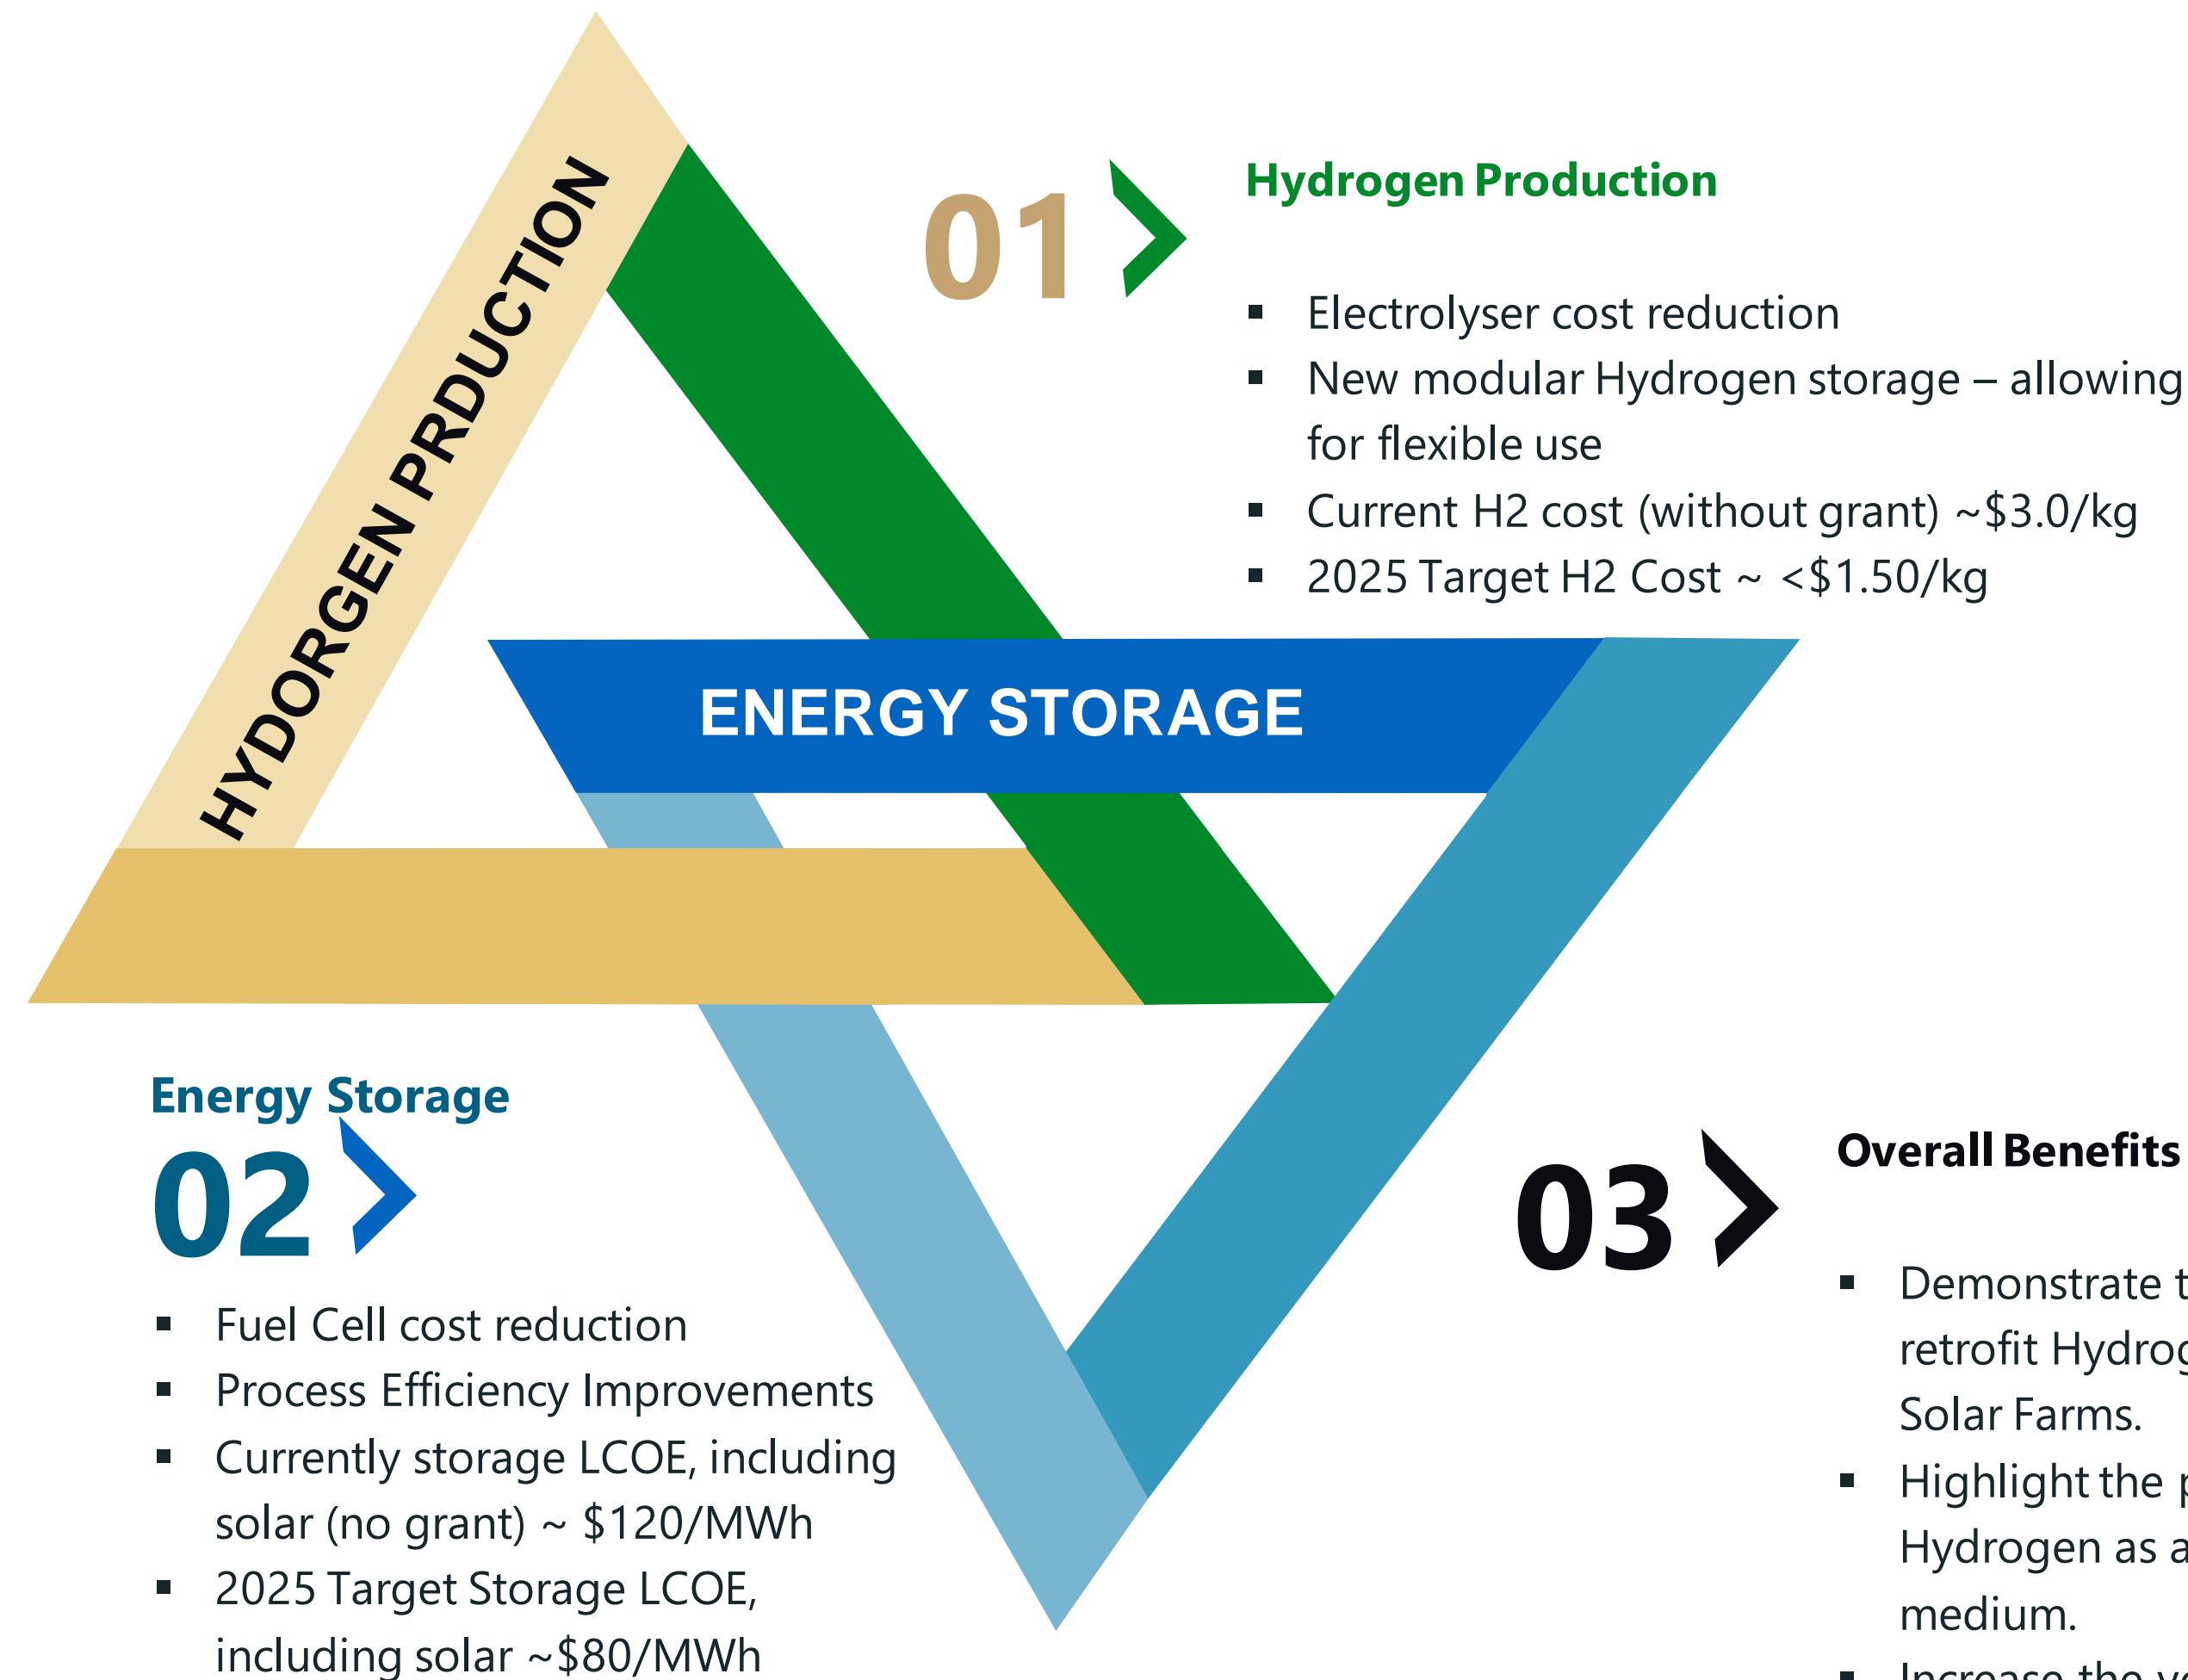 HYDORGEN PRDUCTION
01
Hydrogen Production
▪ Electrolyser cost reduction
▪ New modular Hydrogen storage – allowing
for flexible use
▪ Current H2 cost (without grant) ~$3.0/kg
▪ 2025 Target H2 Cost ~ <$1.50/kg
ENERGY STORAGE
Energy Storage
02
▪ Fuel Cell cost reduction
▪ Process Efficiency Improvements
▪ Currently storage LCOE, including
solar (no grant) ~ $120/MWh
▪ 2025 Target Storage LCOE,
including solar ~$80/MWh
03
Overall Benefits
▪ Demonstrate
retrofit
Solar Farms.
▪ Highlight the
Hydrogen as
medium.
▪ Increase the